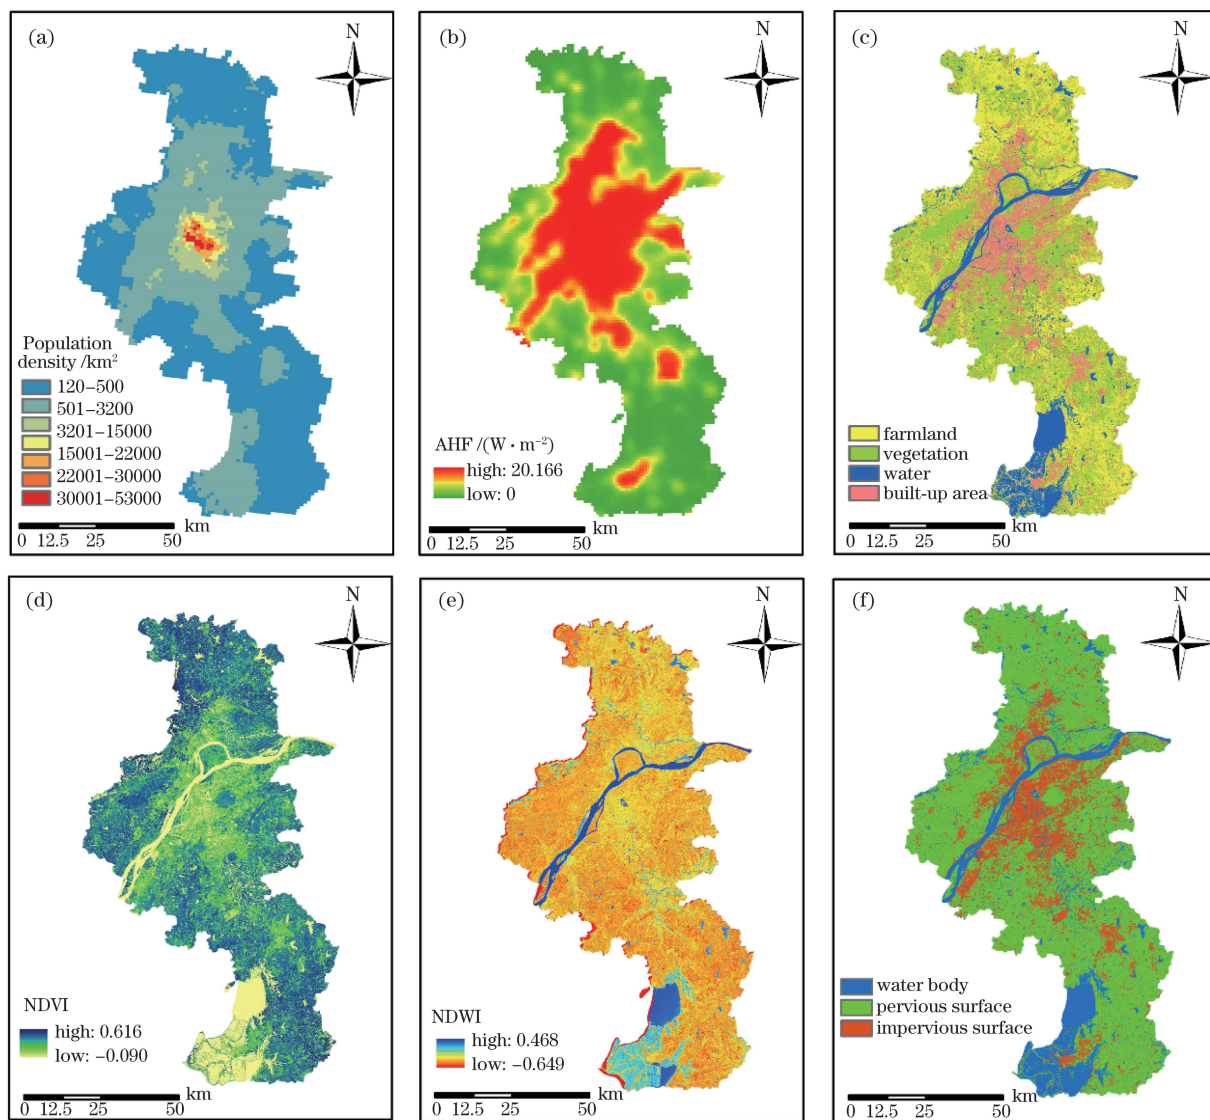 (a)
N
Population
density /km²
120–500
501–3200
3201–15000
15001–22000
22001–30000
30001–53000
km
0 12.5 25 50
(b)
N
AHF /(W · m⁻²)
high: 20.166
low: 0
km
0 12.5 25 50
(c)
N
farmland
vegetation
water
built-up area
km
0 12.5 25 50
(d)
N
NDVI
high: 0.616
low: −0.090
km
0 12.5 25 50
(e)
N
NDWI
high: 0.468
low: −0.649
km
0 12.5 25 50
(f)
N
water body
pervious surface
impervious surface
km
0 12.5 25 50